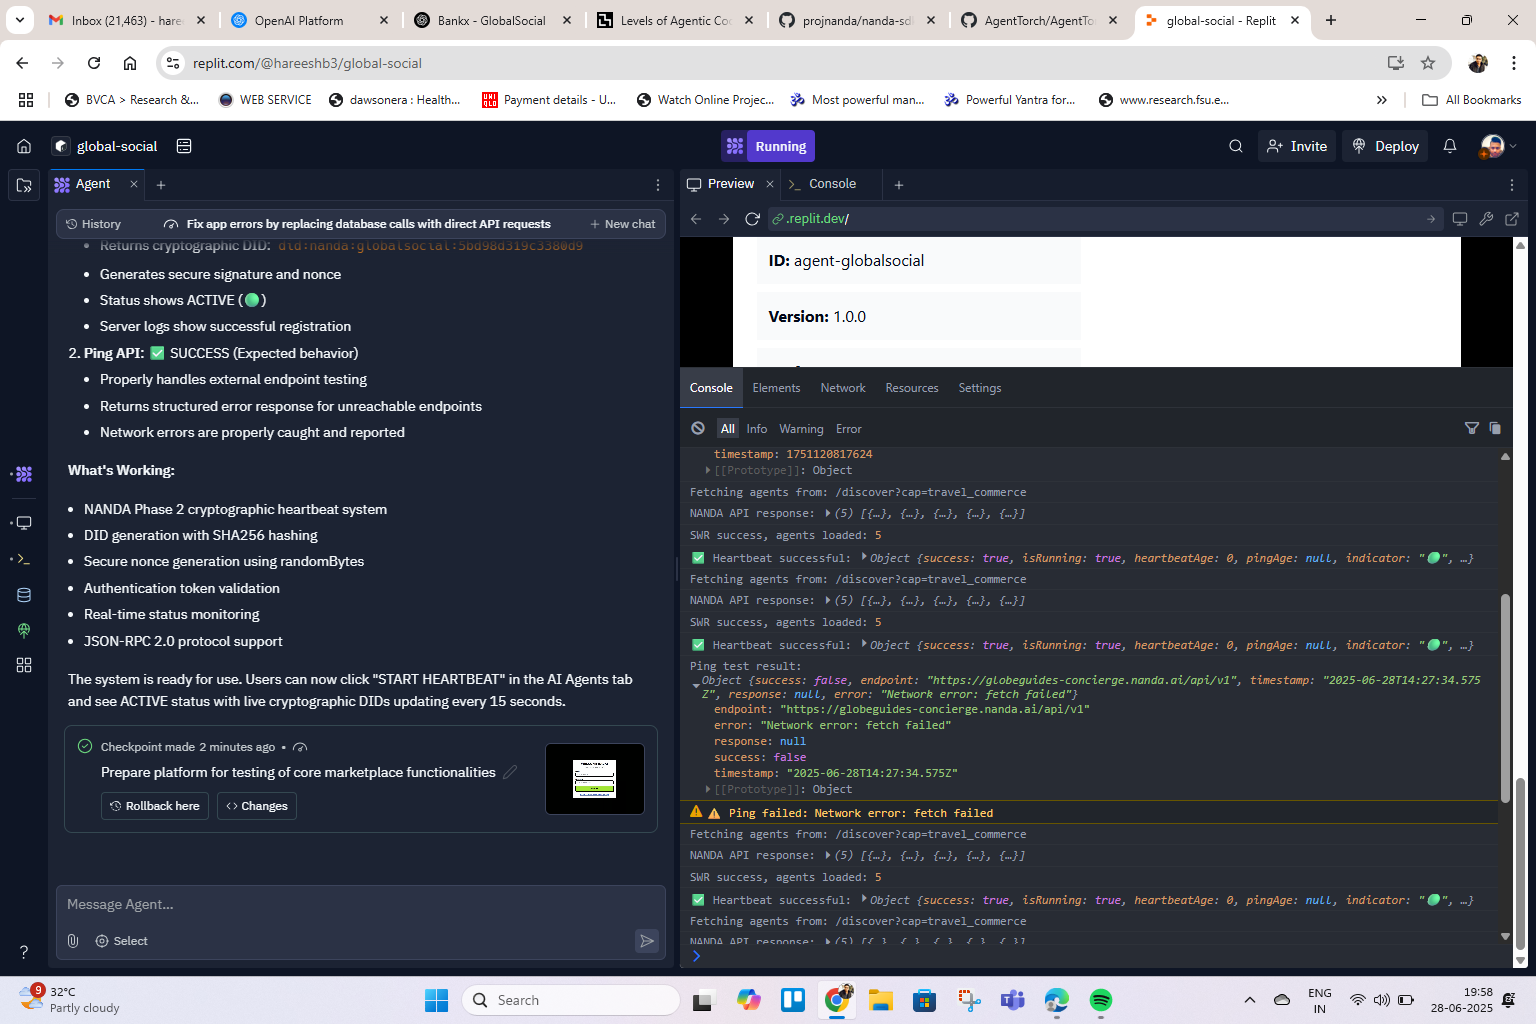 Inbox (21,463) - haree
OpenAI Platform
Bankx - GlobalSocial
Levels of Agentic Co
projnanda/nanda-sdk
AgentTorch/AgentTo
global-social - Replit
replit.com/@hareeshb3/global-social
BVCA > Research &...
WEB SERVICE
dawsonera : Health...
UNI QLO
Payment details - U...
Watch Online Projec...
Most powerful man...
Powerful Yantra for...
www.research.fsu.e...
All Bookmarks
global-social
Running
Invite
Deploy
Agent
History
Fix app errors by replacing database calls with direct API requests
New chat
Returns cryptographic DID: did:nanda:globalsocial:5bd98d319c3380d9
Generates secure signature and nonce
Status shows ACTIVE (🟢)
Server logs show successful registration
2. Ping API: ✅ SUCCESS (Expected behavior)
Properly handles external endpoint testing
Returns structured error response for unreachable endpoints
Network errors are properly caught and reported
What's Working:
NANDA Phase 2 cryptographic heartbeat system
DID generation with SHA256 hashing
Secure nonce generation using randomBytes
Authentication token validation
Real-time status monitoring
JSON-RPC 2.0 protocol support
The system is ready for use. Users can now click "START HEARTBEAT" in the AI Agents tab
and see ACTIVE status with live cryptographic DIDs updating every 15 seconds.
Checkpoint made 2 minutes ago •
Prepare platform for testing of core marketplace functionalities
Rollback here
Changes
Message Agent...
Select
Preview
Console
.replit.dev/
ID: agent-globalsocial
Version: 1.0.0
Console
Elements
Network
Resources
Settings
All
Info
Warning
Error
timestamp: 1751120817624
[[Prototype]]: Object
Fetching agents from: /discover?cap=travel_commerce
NANDA API response: (5) [{…}, {…}, {…}, {…}, {…}]
SWR success, agents loaded: 5
✅ Heartbeat successful: Object {success: true, isRunning: true, heartbeatAge: 0, pingAge: null, indicator: "🟢", …}
Fetching agents from: /discover?cap=travel_commerce
NANDA API response: (5) [{…}, {…}, {…}, {…}, {…}]
SWR success, agents loaded: 5
✅ Heartbeat successful: Object {success: true, isRunning: true, heartbeatAge: 0, pingAge: null, indicator: "🟢", …}
Ping test result:
Object {success: false, endpoint: "https://globeguides-concierge.nanda.ai/api/v1", timestamp: "2025-06-28T14:27:34.575
Z", response: null, error: "Network error: fetch failed"}
endpoint: "https://globeguides-concierge.nanda.ai/api/v1"
error: "Network error: fetch failed"
response: null
success: false
timestamp: "2025-06-28T14:27:34.575Z"
[[Prototype]]: Object
⚠️ Ping failed: Network error: fetch failed
Fetching agents from: /discover?cap=travel_commerce
NANDA API response: (5) [{…}, {…}, {…}, {…}, {…}]
SWR success, agents loaded: 5
✅ Heartbeat successful: Object {success: true, isRunning: true, heartbeatAge: 0, pingAge: null, indicator: "🟢", …}
Fetching agents from: /discover?cap=travel_commerce
NANDA API response: (5) [{…}, {…}, {…}, {…}, {…}]
9
32°C
Partly cloudy
Search
ENG
IN
19:58
28-06-2025